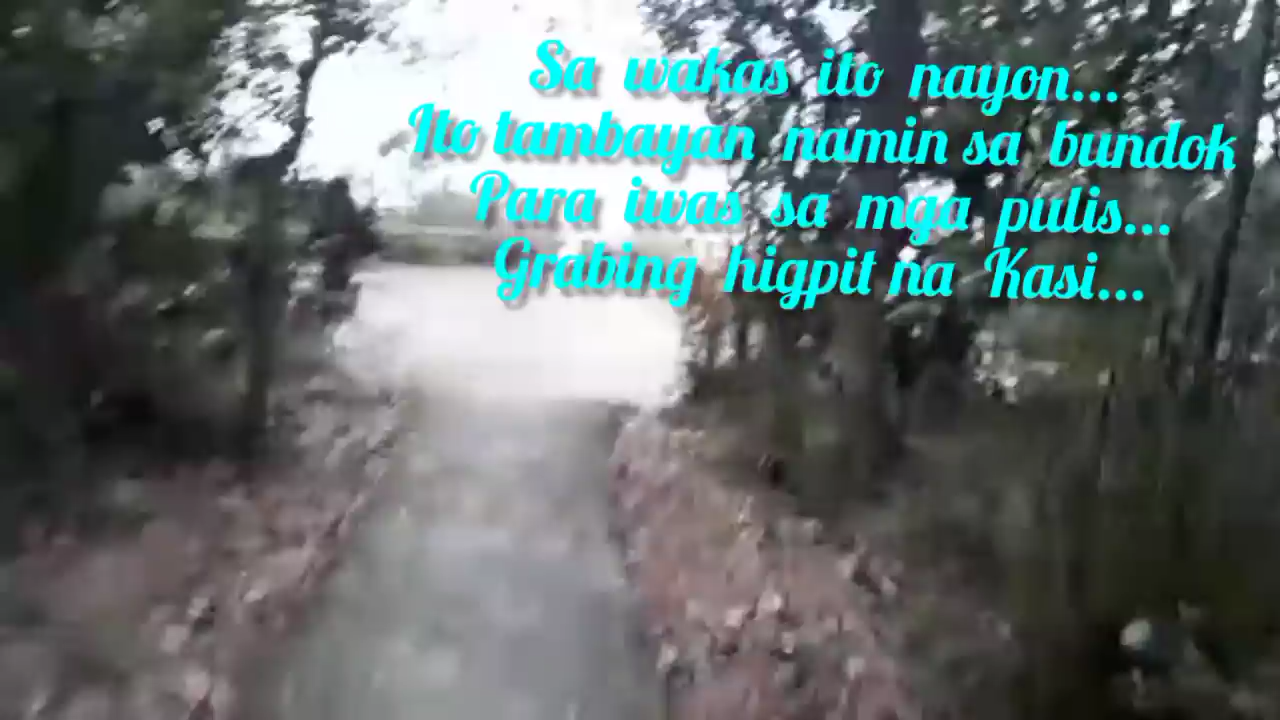 Sa wakas ito nayon...
Ito tambayan namin sa bundok
Para iwas sa mga pulis...
Grabing higpit na Kasi...